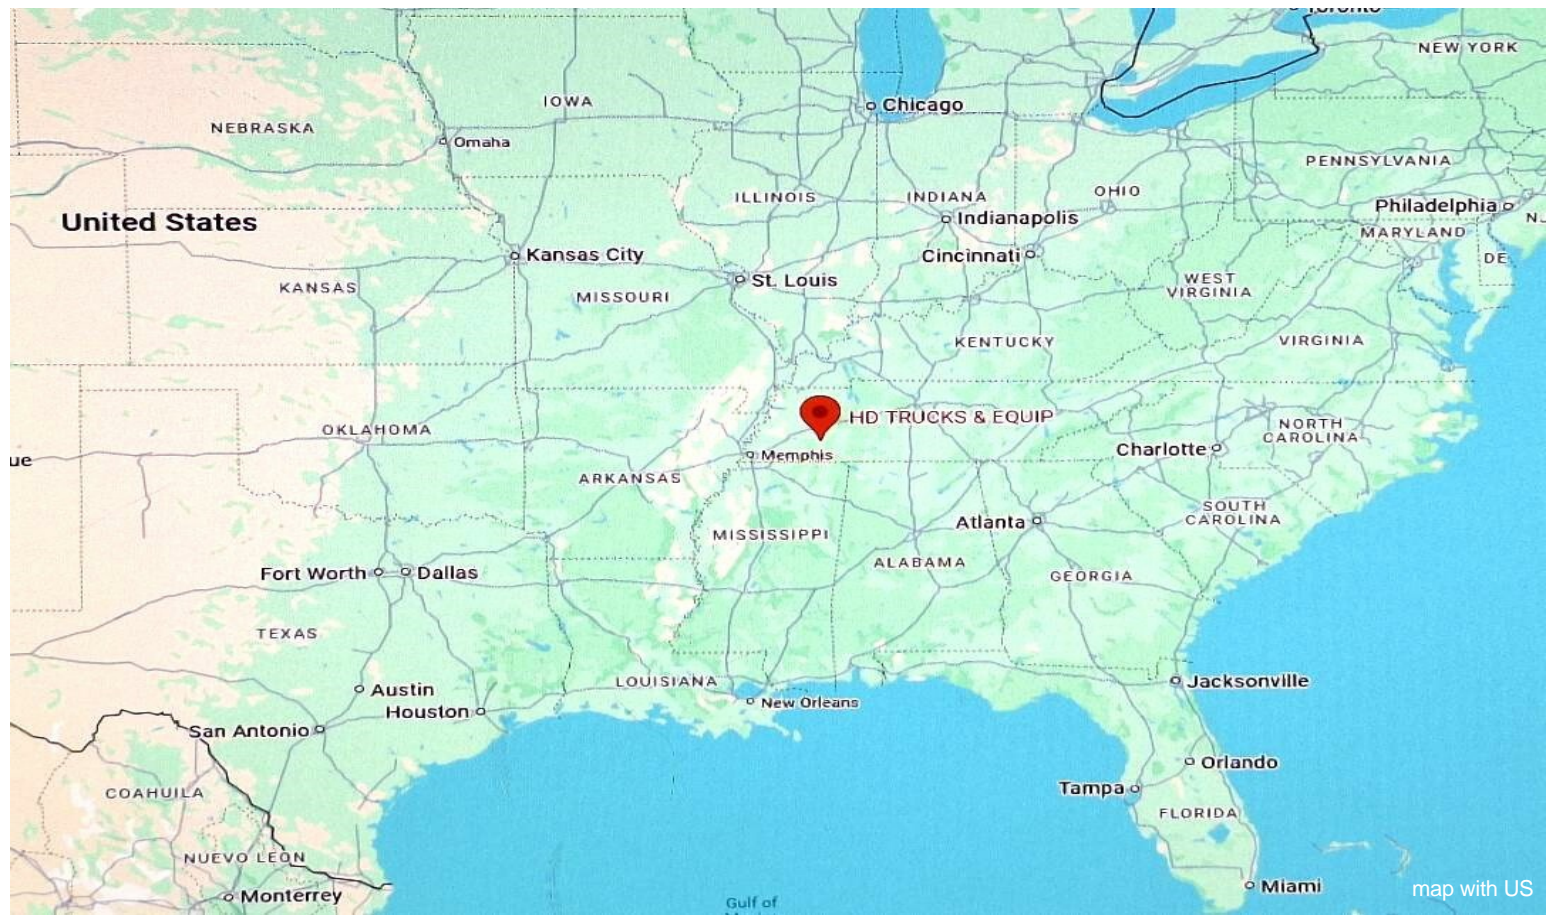 Toronto
NEW YORK
Chicago
IOWA
NEBRASKA
Omaha
PENNSYLVANIA
ILLINOIS
INDIANA
OHIO
Philadelphia
NJ
United States
Indianapolis
MARYLAND
Kansas City
Cincinnati
DE
St. Louis
KANSAS
MISSOURI
WEST
VIRGINIA
KENTUCKY
VIRGINIA
HD TRUCKS & EQUIP
OKLAHOMA
NORTH
CAROLINA
Charlotte
ue
Memphis
ARKANSAS
SOUTH
CAROLINA
Atlanta
MISSISSIPPI
ALABAMA
GEORGIA
Fort Worth
Dallas
TEXAS
LOUISIANA
Jacksonville
Austin
New Orleans
Houston
San Antonio
Orlando
Tampa
COAHUILA
FLORIDA
NUEVO LEON
Miami
map with US
Monterrey
Gulf of